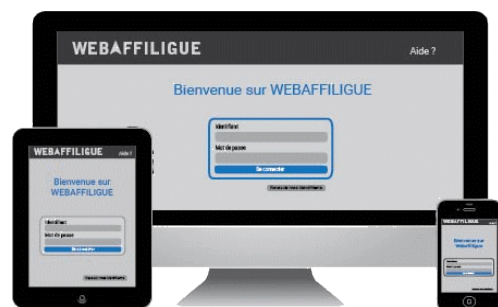 WEBAFFILIGUE
Aide ?
Bienvenue sur WEBAFFILIGUE
Identifiant
Mot de passe
Se connecter
WEBAFFILIGUE
Aide ?
Bienvenue sur
WEBAFFILIGUE
Identifiant
Mot de passe
Se connecter
WEBAFFILIGUE
Bienvenue sur
WebAffiligue